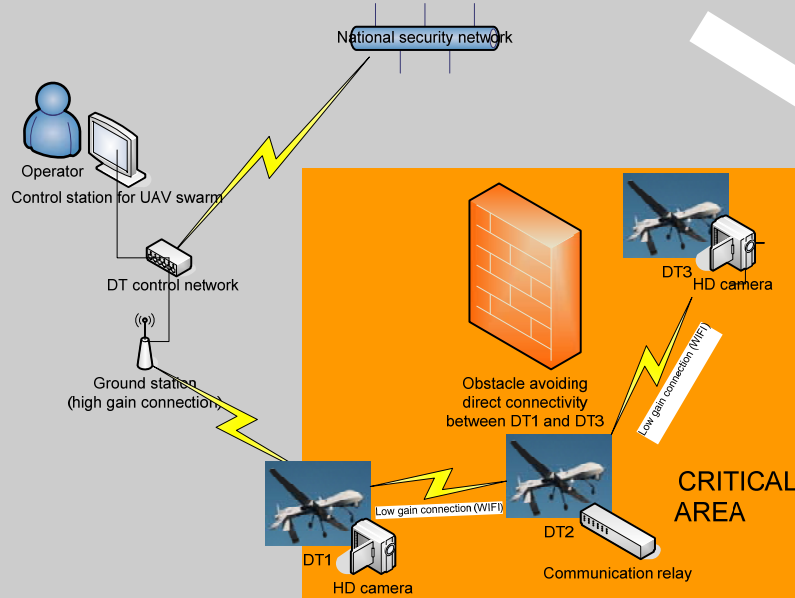 National security network
Operator
Control station for UAV swarm
DT control network
Ground station
(high gain connection)
Obstacle avoiding
direct connectivity
between DT1 and DT3
DT3
HD camera
Low gain connection (WIFI)
CRITICAL
AREA
Low gain connection (WIFI)
DT1
HD camera
DT2
Communication relay